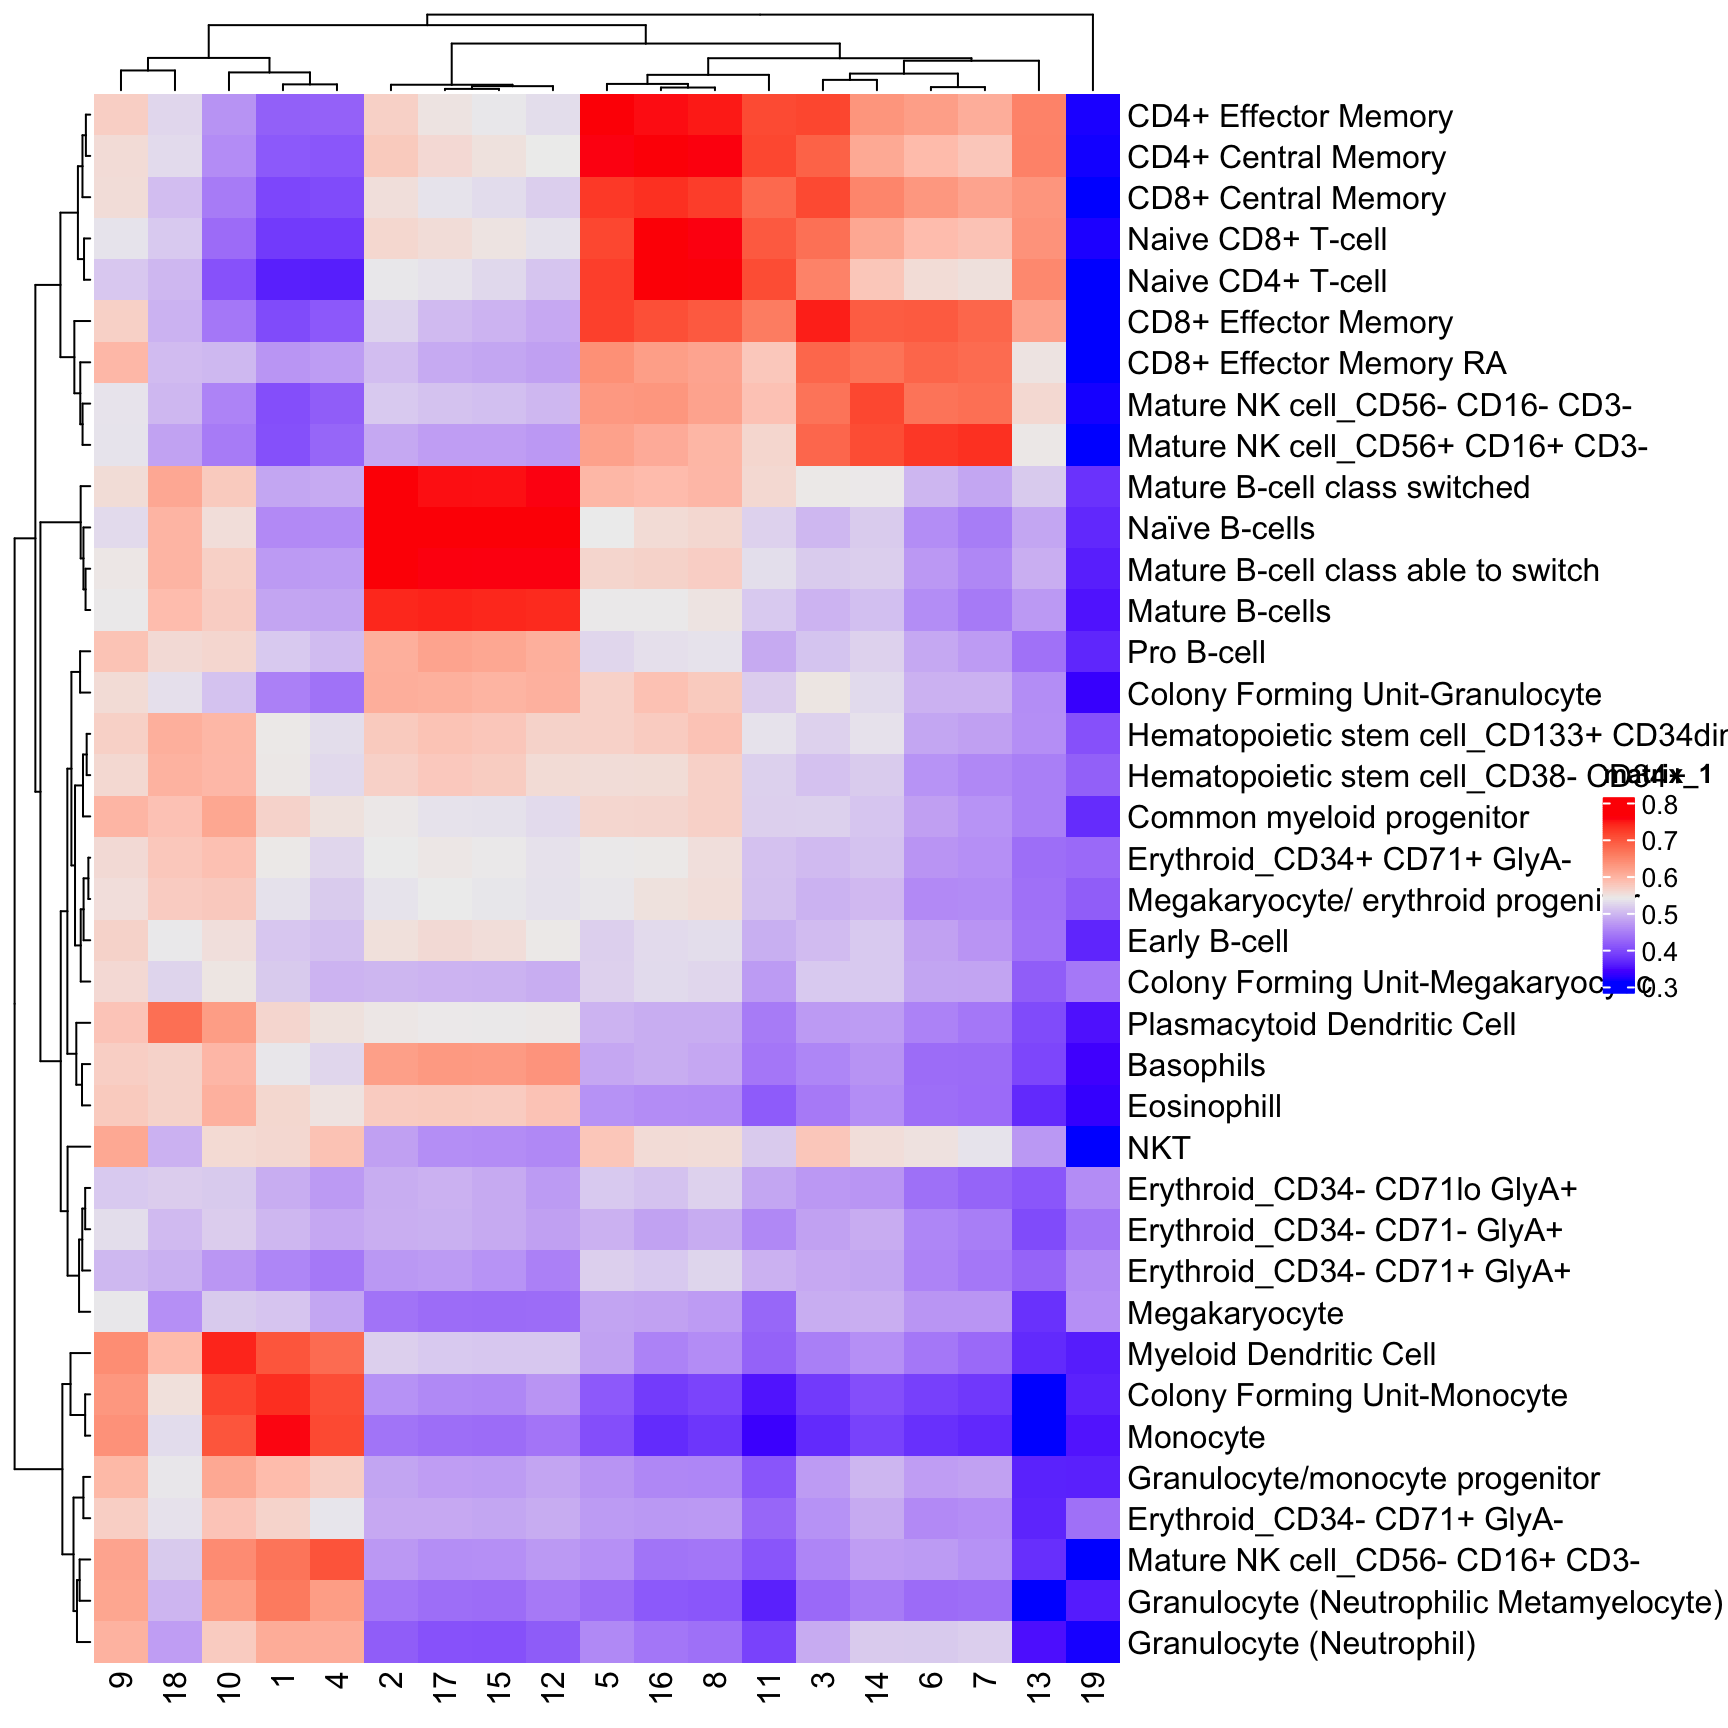 CD4+ Effector Memory
CD4+ Central Memory
CD8+ Central Memory
Naive CD8+ T-cell
Naive CD4+ T-cell
CD8+ Effector Memory
CD8+ Effector Memory RA
Mature NK cell_CD56- CD16- CD3-
Mature NK cell_CD56+ CD16+ CD3-
Mature B-cell class switched
Naïve B-cells
Mature B-cell class able to switch
Mature B-cells
Pro B-cell
Colony Forming Unit-Granulocyte
Hematopoietic stem cell_CD133+ CD34dim
Hematopoietic stem cell_CD38- CD34+
Common myeloid progenitor
Erythroid_CD34+ CD71+ GlyA-
Megakaryocyte/ erythroid progenitor
Early B-cell
Colony Forming Unit-Megakaryocytic
Plasmacytoid Dendritic Cell
Basophils
Eosinophill
NKT
Erythroid_CD34- CD71lo GlyA+
Erythroid_CD34- CD71- GlyA+
Erythroid_CD34- CD71+ GlyA+
Megakaryocyte
Myeloid Dendritic Cell
Colony Forming Unit-Monocyte
Monocyte
Granulocyte/monocyte progenitor
Erythroid_CD34- CD71+ GlyA-
Mature NK cell_CD56- CD16+ CD3-
Granulocyte (Neutrophilic Metamyelocyte)
Granulocyte (Neutrophil)
matrix_1
0.8
0.7
0.6
0.5
0.4
0.3
9 18 10 1 4 2 17 15 12 5 16 8 11 3 14 6 7 13 19